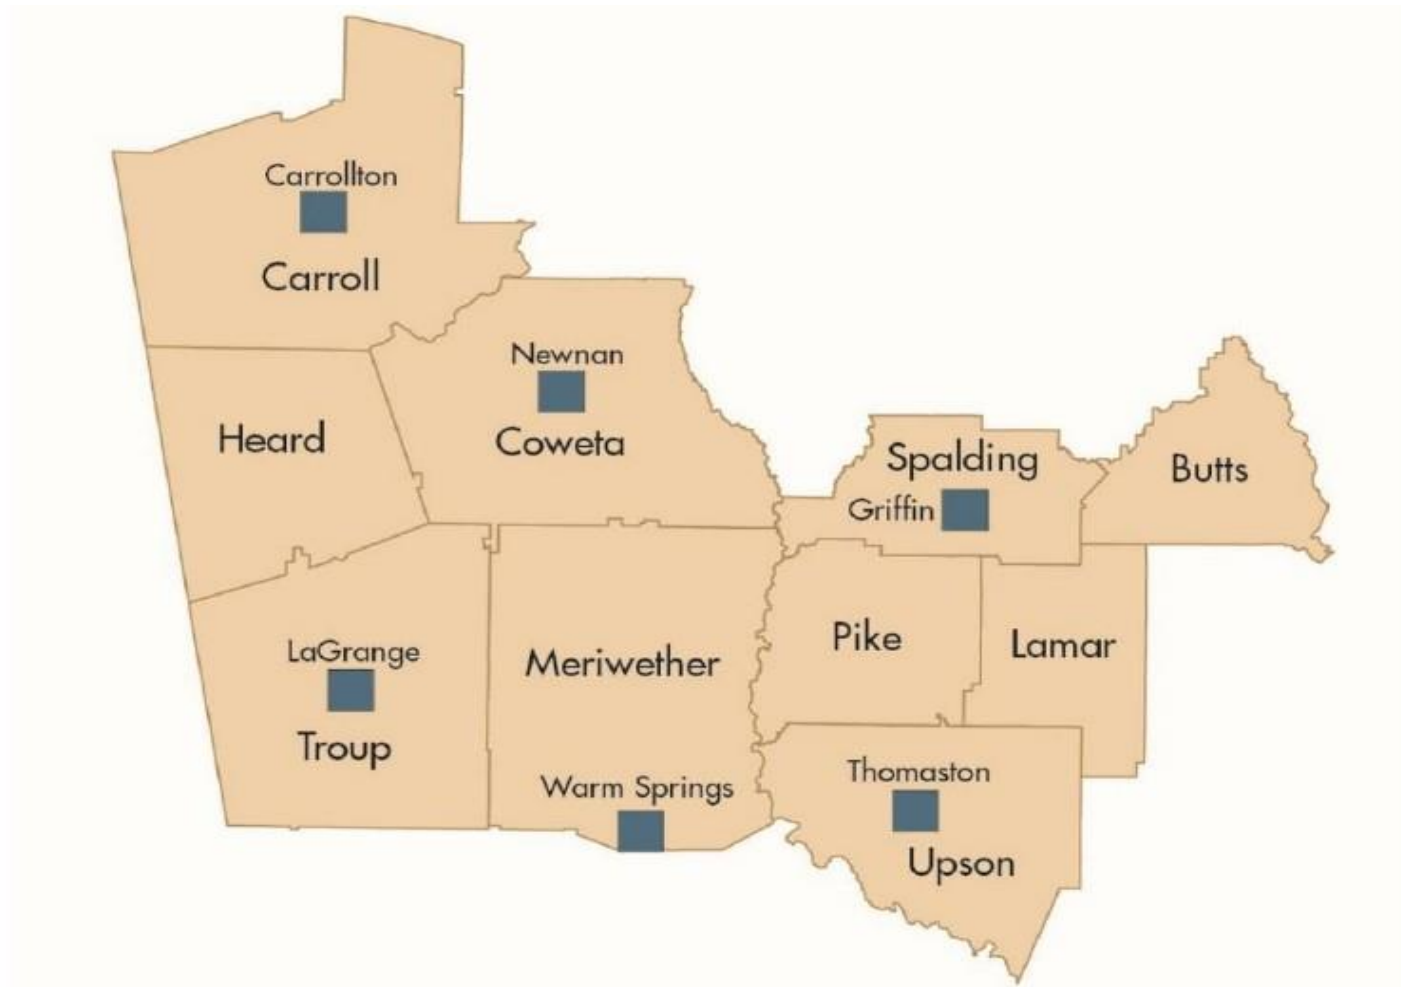 Carrollton
Carroll
Newnan
Heard
Coweta
Spalding
Butts
Griffin
Pike
Lamar
LaGrange
Meriwether
Troup
Thomaston
Warm Springs
Upson